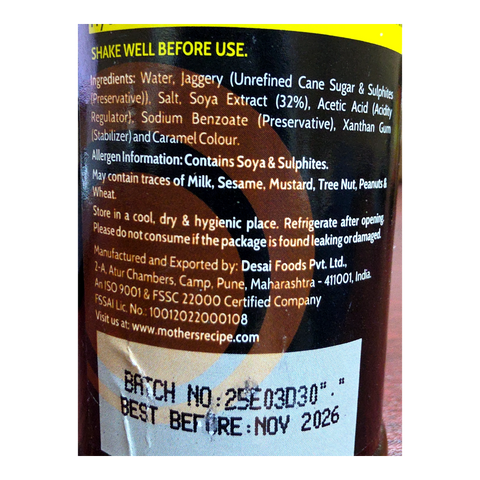 SHAKE WELL BEFORE USE.
Ingredients: Water, Jaggery (Unrefined Cane Sugar & Sulphites
(Preservative)), Salt, Soya Extract (32%), Acetic Acid (Acidity
Regulator), Sodium Benzoate (Preservative), Xanthan Gum
(Stabilizer) and Caramel Colour.
Allergen Information: Contains Soya & Sulphites.
May contain traces of Milk, Sesame, Mustard, Tree Nut, Peanuts &
Wheat.
Store in a cool, dry & hygienic place. Refrigerate after opening.
Please do not consume if the package is found leaking or damaged.
Manufactured and Exported by: Desai Foods Pvt. Ltd.,
2-A, Atur Chambers, Camp, Pune, Maharashtra - 411001, India.
An ISO 9001 & FSSC 22000 Certified Company
FSSAI Lic. No.: 10012022000108
Visit us at: www.mothersrecipe.com
BATCH NO:25E03D30"·"
BEST BEFORE:NOV 2026